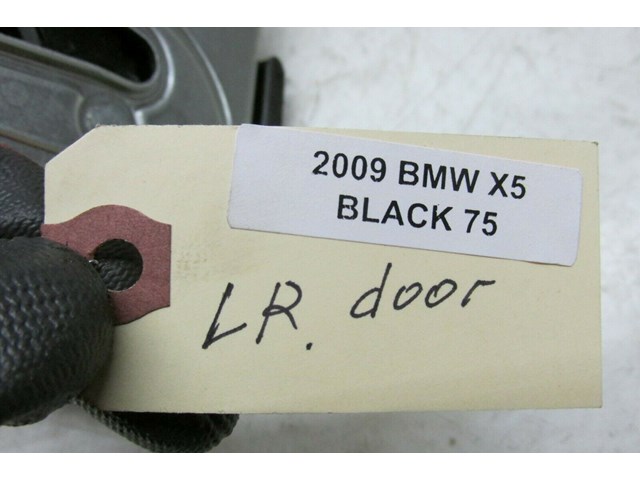 2009 BMW X5
BLACK 75
LR. door